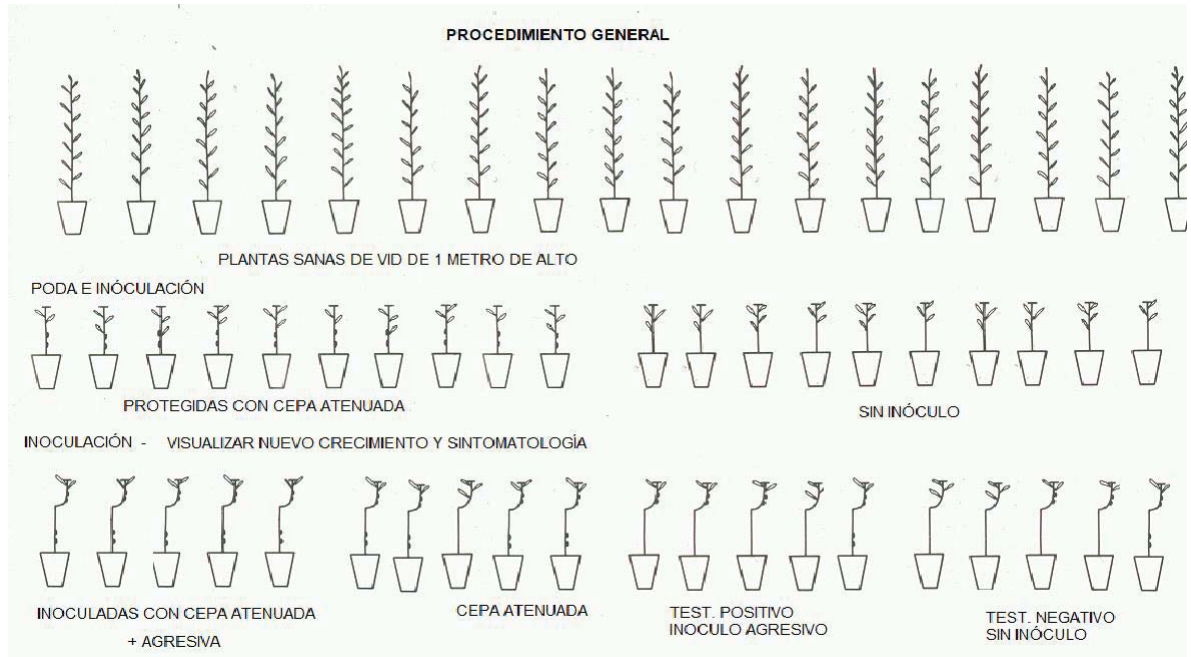 PROCEDIMIENTO GENERAL
PLANTAS SANAS DE VID DE 1 METRO DE ALTO
PODA E INÓCULACIÓN
PROTEGIDAS CON CEPA ATENUADA
SIN INÓCULO
INOCULACIÓN - VISUALIZAR NUEVO CRECIMIENTO Y SINTOMATOLOGÍA
INOCULADAS CON CEPA ATENUADA
+ AGRESIVA
CEPA ATENUADA
TEST. POSITIVO
INOCULO AGRESIVO
TEST. NEGATIVO
SIN INÓCULO